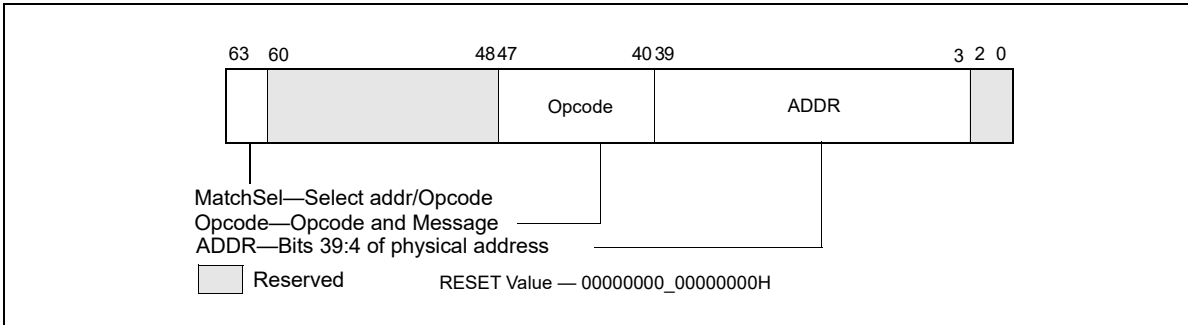 63 60 48 47 40 39 3 2 0
Opcode ADDR
MatchSel—Select addr/Opcode
Opcode—Opcode and Message
ADDR—Bits 39:4 of physical address
Reserved RESET Value — 00000000_00000000H